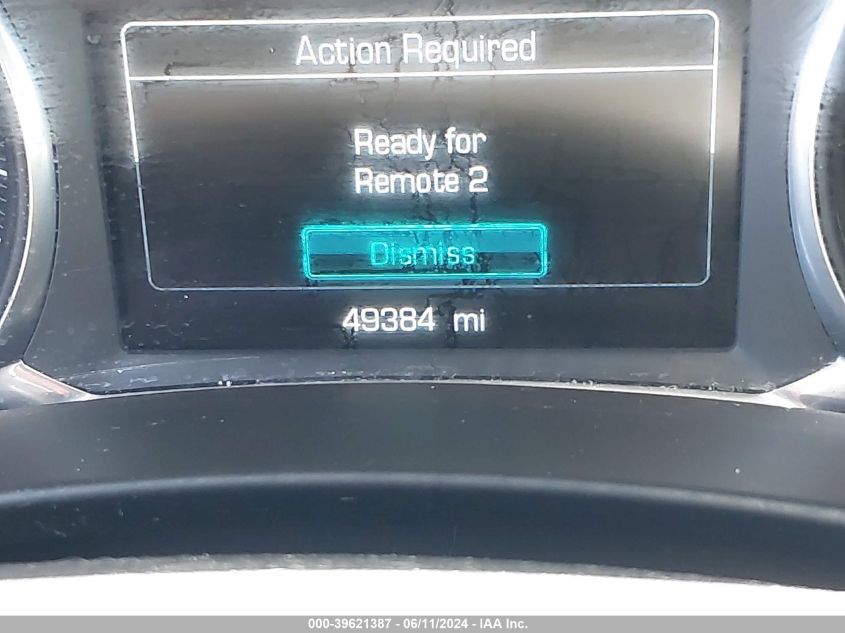 Action Required
Ready for
Remote 2
Dismiss
49384 mi
000-39621387 - 06/11/2024 - IAA Inc.